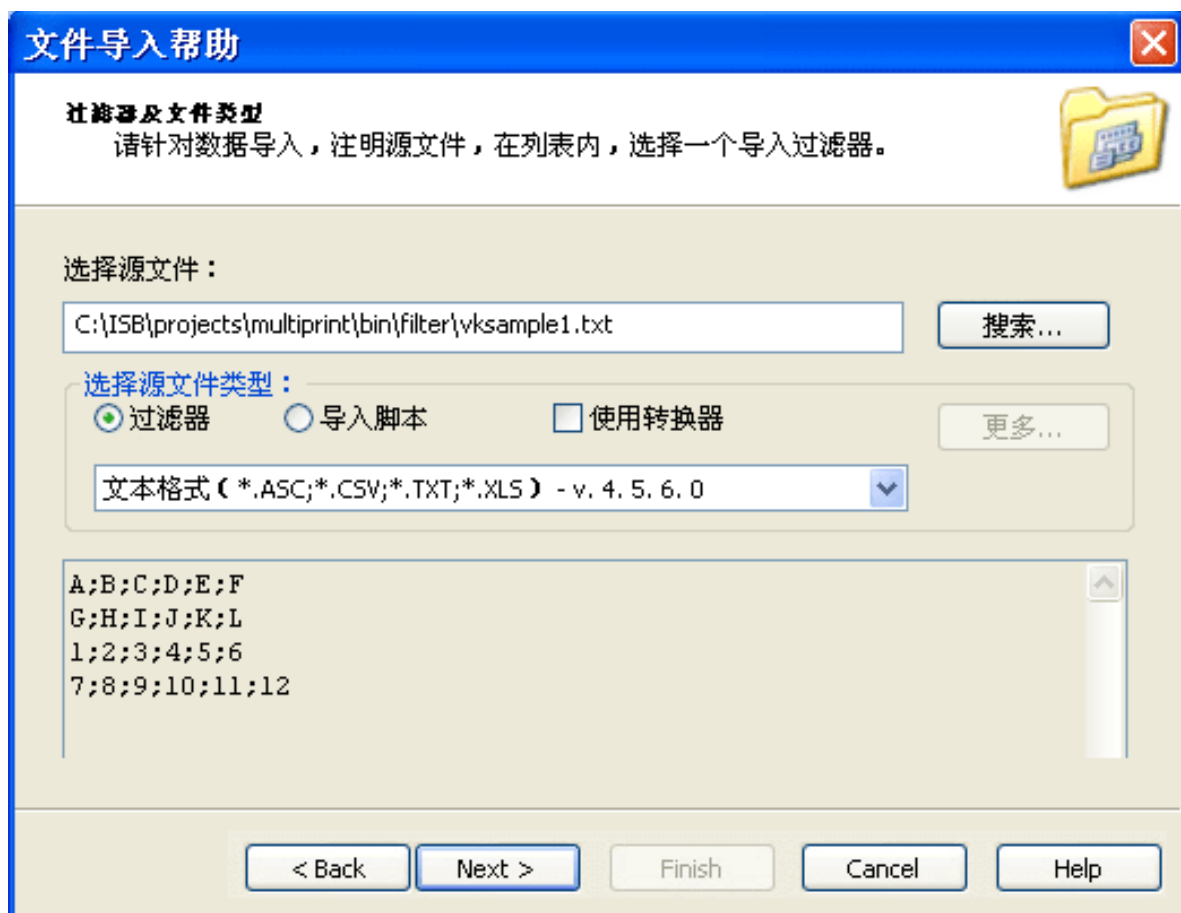 文件导入帮助
过滤器及文件类型
请针对数据导入，注明源文件，在列表内，选择一个导入过滤器。
选择源文件：
C:\ISB\projects\multiprint\bin\filter\vksample1.txt
搜索...
选择源文件类型：
过滤器 导入脚本 使用转换器 更多...
文本格式（*.ASC;*.CSV;*.TXT;*.XLS） - v. 4. 5. 6. 0
A;B;C;D;E;F
G;H;I;J;K;L
1;2;3;4;5;6
7;8;9;10;11;12
< Back Next > Finish Cancel Help